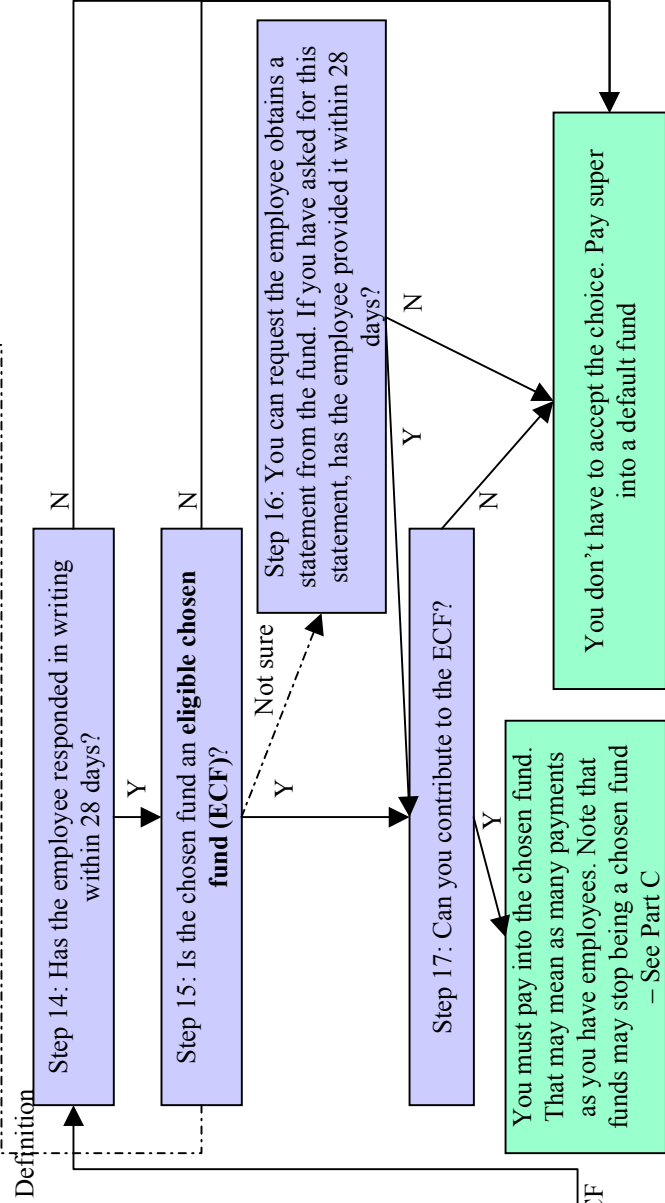 Definition
Step 14: Has the employee responded in writing
within 28 days?
N
Y
Step 15: Is the chosen fund an eligible chosen
fund (ECF)?
N
Not sure
Y
Step 16: You can request the employee obtains a
statement from the fund. If you have asked for this
statement, has the employee provided it within 28
days?
Y
N
Step 17: Can you contribute to the ECF?
N
Y
You must pay into the chosen fund.
That may mean as many payments
as you have employees. Note that
funds may stop being a chosen fund
– See Part C
You don’t have to accept the choice. Pay super
into a default fund